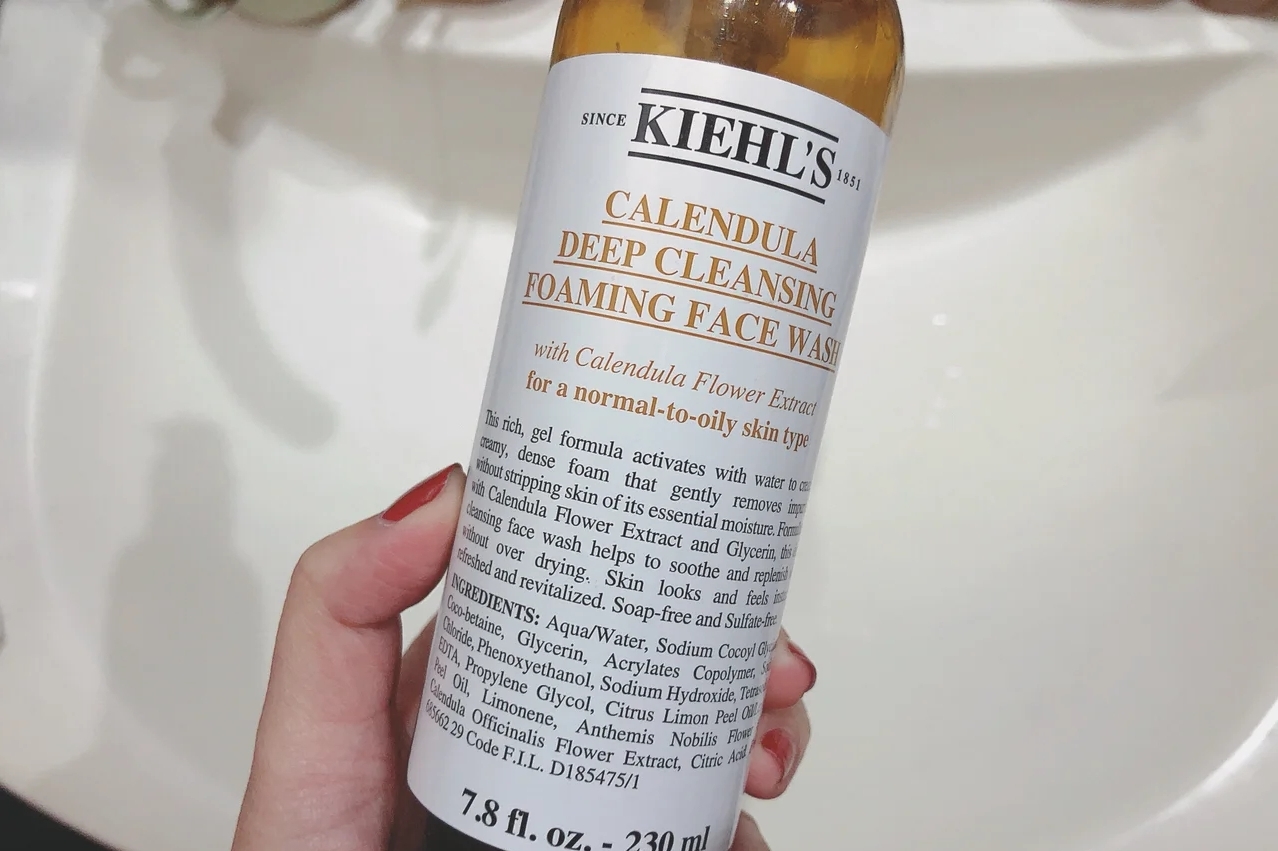 SINCE KIEHL'S 1851
CALENDULA
DEEP CLEANSING
FOAMING FACE WASH
with Calendula Flower Extract
for a normal-to-oily skin type
This rich, gel formula activates with water to
creamy, dense foam that gently removes
without stripping skin of its essential moisture.
with Calendula Flower Extract and Glycerin, this
cleansing face wash helps to soothe and
without over drying. Skin looks and feels
refreshed and revitalized. Soap-free and Sulfate-free.
INGREDIENTS: Aqua/Water, Sodium Cocoyl
Coco-betaine, Glycerin, Acrylates Copolymer,
Chloride, Phenoxyethanol, Sodium Hydroxide,
EDTA, Propylene Glycol, Citrus Limon Peel
Peel Oil, Limonene, Anthemis Nobilis Flower
Calendula Officinalis Flower Extract, Citric Acid
685662 29 Code F.I.L. D185475/1
7.8 fl. oz. - 230 ml